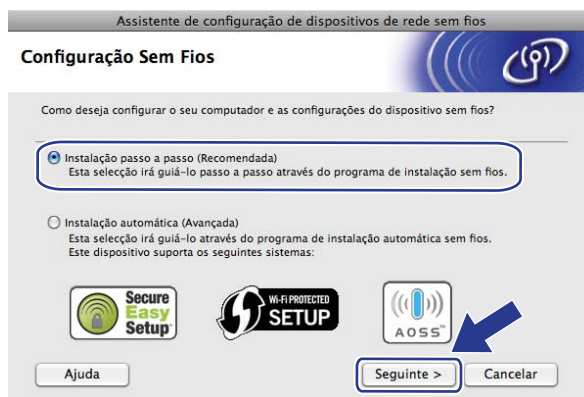 Assistente de configuração de dispositivos de rede sem fios
Configuração Sem Fios
Como deseja configurar o seu computador e as configurações do dispositivo sem fios?
Instalação passo a passo (Recomendada)
Esta selecção irá guiá-lo passo a passo através do programa de instalação sem fios.
Instalação automática (Avançada)
Esta selecção irá guiá-lo através do programa de instalação automática sem fios.
Este dispositivo suporta os seguintes sistemas:
Secure
Easy
Setup
Wi-Fi PROTECTED
SETUP
AOSS™
Ajuda
Seguinte >
Cancelar